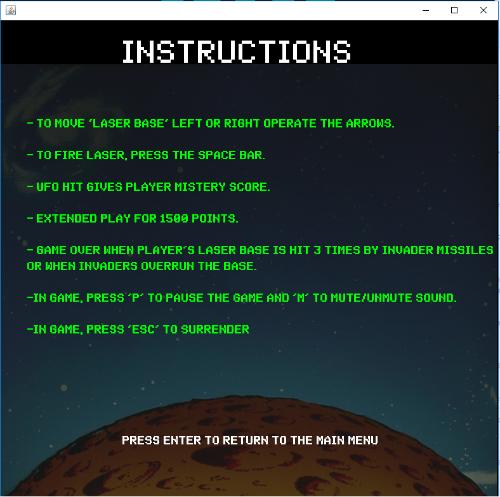 INSTRUCTIONS
- TO MOVE 'LASER BASE' LEFT OR RIGHT OPERATE THE ARROWS.
- TO FIRE LASER, PRESS THE SPACE BAR.
- UFO HIT GIVES PLAYER MISTERY SCORE.
- EXTENDED PLAY FOR 1500 POINTS.
- GAME OVER WHEN PLAYER'S LASER BASE IS HIT 3 TIMES BY INVADER MISSILES
OR WHEN INVADERS OVERRUN THE BASE.
-IN GAME, PRESS 'P' TO PAUSE THE GAME AND 'M' TO MUTE/UNMUTE SOUND.
-IN GAME, PRESS 'ESC' TO SURRENDER
PRESS ENTER TO RETURN TO THE MAIN MENU